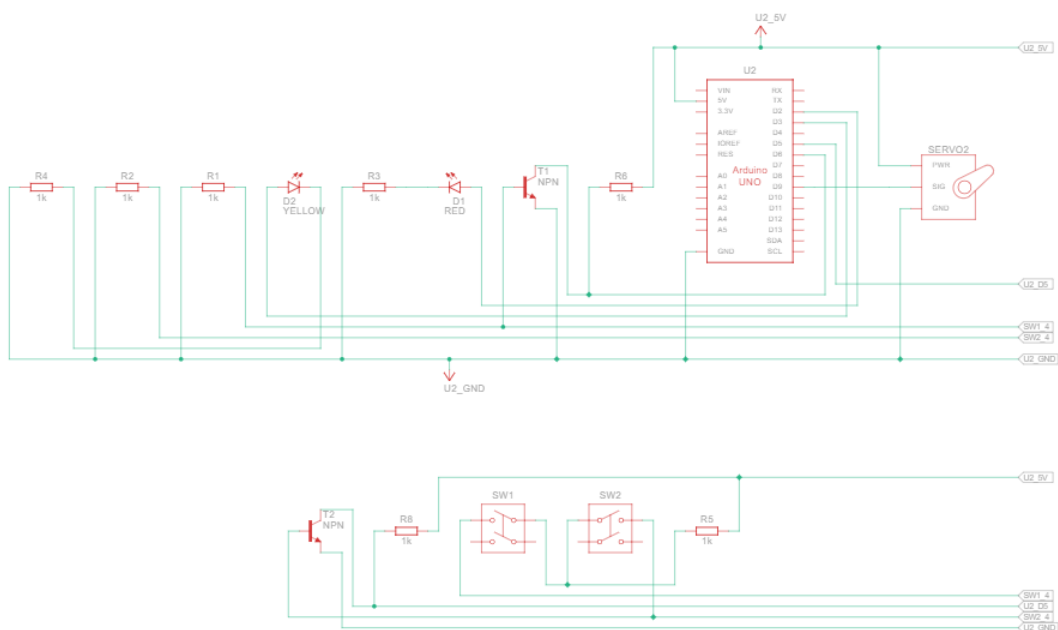 U2_5V
U2_5V
U2
VIN
5V
3.3V
AREF
IOREF
RES
A0
A1
A2
A3
A4
A5
GND
Arduino
UNO
RX
TX
D2
D3
D4
D5
D6
D7
D8
D9
D10
D11
D12
D13
SDA
SCL
SERVO2
PWR
SIG
GND
R4
1k
R2
1k
R1
1k
D2
YELLOW
R3
1k
D1
RED
T1
NPN
R6
1k
U2_D5
SW1_4
SW2_4
U2_GND
U2_GND
U2_5V
T2
NPN
R8
1k
SW1
SW2
R5
1k
SW1_4
U2_D5
SW2_4
U2_GND